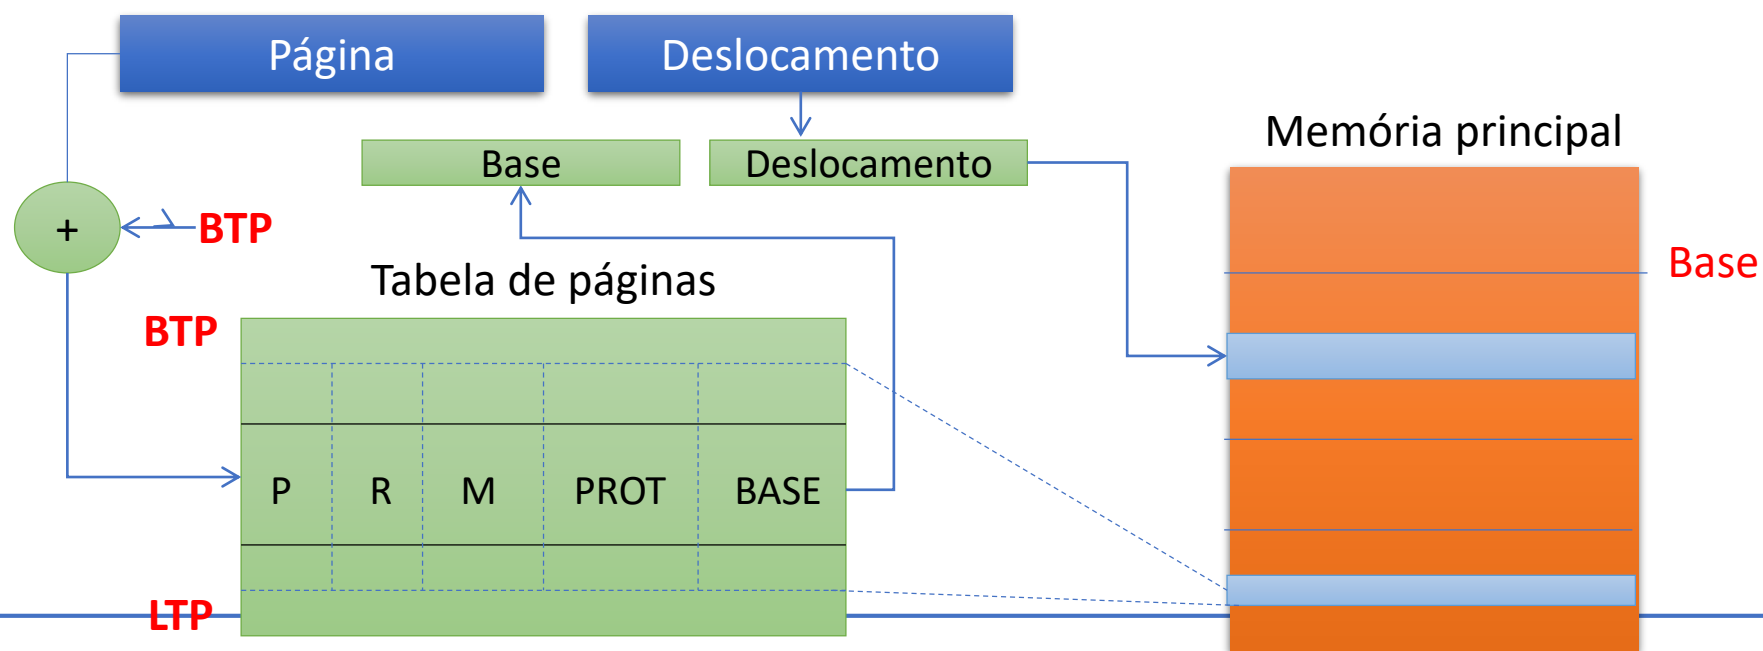 Página
Deslocamento
Memória principal
Base
Deslocamento
+
BTP
Base
Tabela de páginas
BTP
P R M PROT BASE
LTP